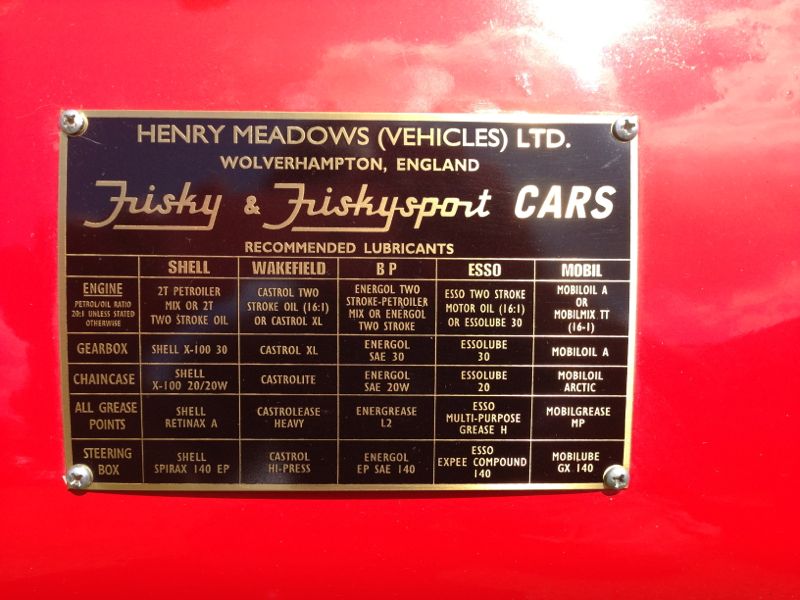 HENRY MEADOWS (VEHICLES) LTD.
WOLVERHAMPTON, ENGLAND
Frisky & Friskysport CARS
RECOMMENDED LUBRICANTS
SHELL WAKEFIELD BP ESSO MOBIL
ENGINE
PETROL/OIL RATIO
20:1 UNLESS STATED
OTHERWISE
2T PETROILER
MIX OR 2T
TWO STROKE OIL
CASTROL TWO
STROKE OIL (16:1)
OR CASTROL XL
ENERGOL TWO
STROKE-PETROILER
MIX OR ENERGOL
TWO STROKE
ESSO TWO STROKE
MOTOR OIL (16:1)
OR ESSOLUBE 30
MOBILOIL A
OR
MOBILMIX TT
(16-1)
GEARBOX
SHELL X-100 30
CASTROL XL
ENERGOL
SAE 30
ESSOLUBE
30
MOBILOIL A
CHAINCASE
SHELL
X-100 20/20W
CASTROLITE
ENERGOL
SAE 20W
ESSOLUBE
20
MOBILOIL
ARCTIC
ALL GREASE
POINTS
SHELL
RETINAX A
CASTROLEASE
HEAVY
ENERGREASE
L2
ESSO
MULTI-PURPOSE
GREASE H
MOBILGREASE
MP
STEERING
BOX
SHELL
SPIRAX 140 EP
CASTROL
HI-PRESS
ENERGOL
EP SAE 140
ESSO
EXPEE COMPOUND
140
MOBILUBE
GX 140